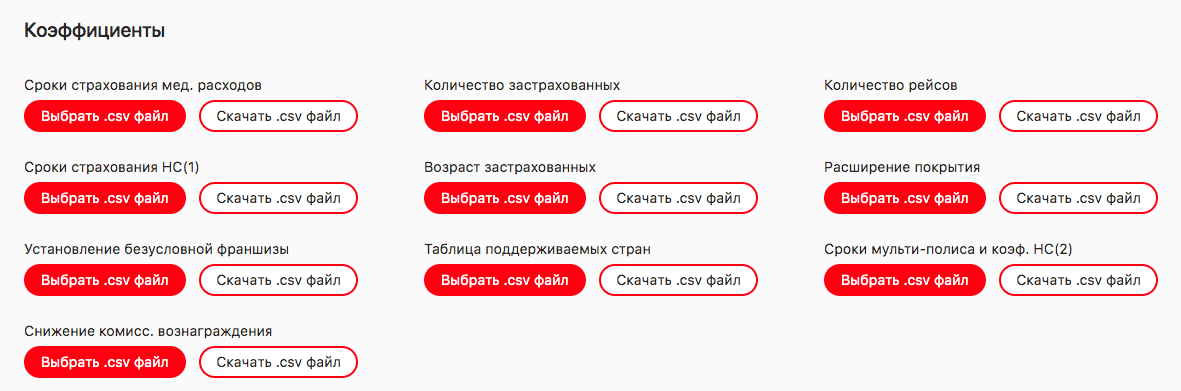 Коэффициенты
Сроки страхования мед. расходов
Количество застрахованных
Количество рейсов
Выбрать .csv файл
Скачать .csv файл
Выбрать .csv файл
Скачать .csv файл
Выбрать .csv файл
Скачать .csv файл
Сроки страхования НС(1)
Возраст застрахованных
Расширение покрытия
Выбрать .csv файл
Скачать .csv файл
Выбрать .csv файл
Скачать .csv файл
Выбрать .csv файл
Скачать .csv файл
Установление безусловной франшизы
Таблица поддерживаемых стран
Сроки мульти-полиса и коэф. НС(2)
Выбрать .csv файл
Скачать .csv файл
Выбрать .csv файл
Скачать .csv файл
Выбрать .csv файл
Скачать .csv файл
Снижение комисс. вознаграждения
Выбрать .csv файл
Скачать .csv файл